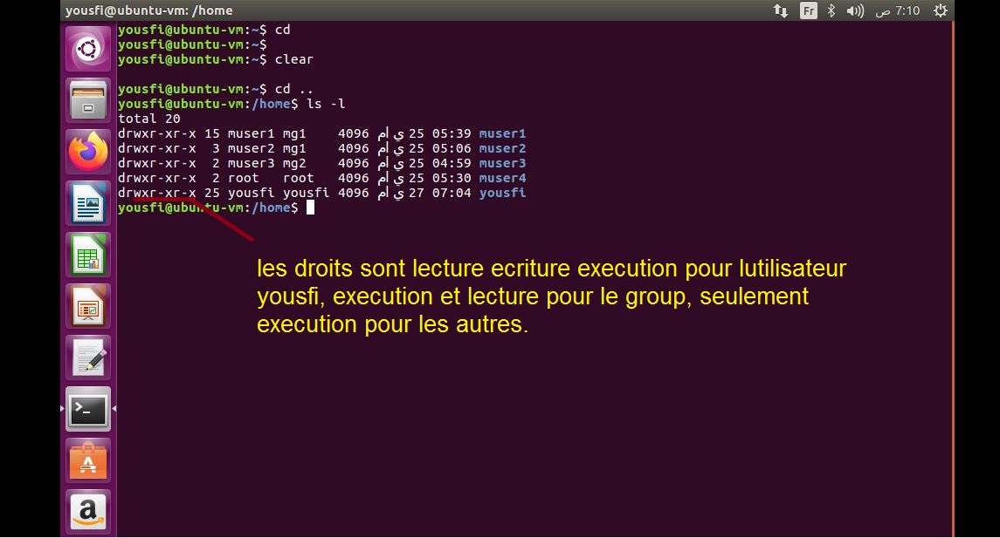 yousfi@ubuntu-vm: /home
Fr
ص 7:10
yousfi@ubuntu-vm:~$ cd
yousfi@ubuntu-vm:~$
yousfi@ubuntu-vm:~$ clear
yousfi@ubuntu-vm:~$ cd ..
yousfi@ubuntu-vm:/home$ ls -l
total 20
drwxr-xr-x 15 muser1 mg1 4096 أم ي 25 05:39 muser1
drwxr-xr-x 3 muser2 mg1 4096 أم ي 25 05:06 muser2
drwxr-xr-x 2 muser3 mg2 4096 أم ي 25 04:59 muser3
drwxr-xr-x 2 root root 4096 أم ي 25 05:30 muser4
drwxr-xr-x 25 yousfi yousfi 4096 أم ي 27 07:04 yousfi
yousfi@ubuntu-vm:/home$
les droits sont lecture ecriture execution pour lutilisateur
yousfi, execution et lecture pour le group, seulement
execution pour les autres.